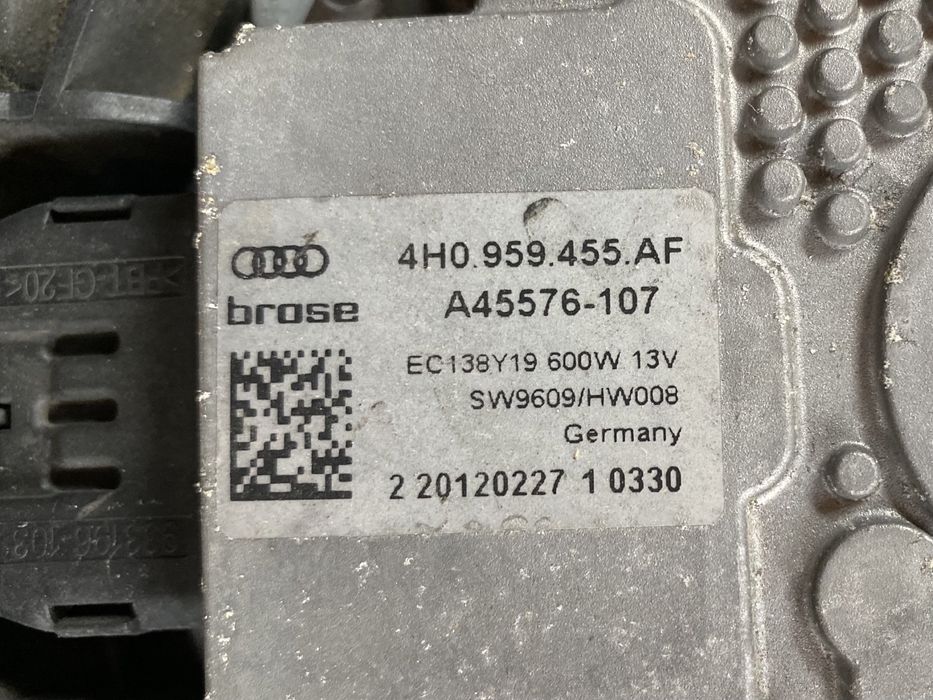 4H0.959.455.AF
brose
A45576-107
EC138Y19 600W 13V
SW9609/HW008
Germany
2 20120227 1 0330